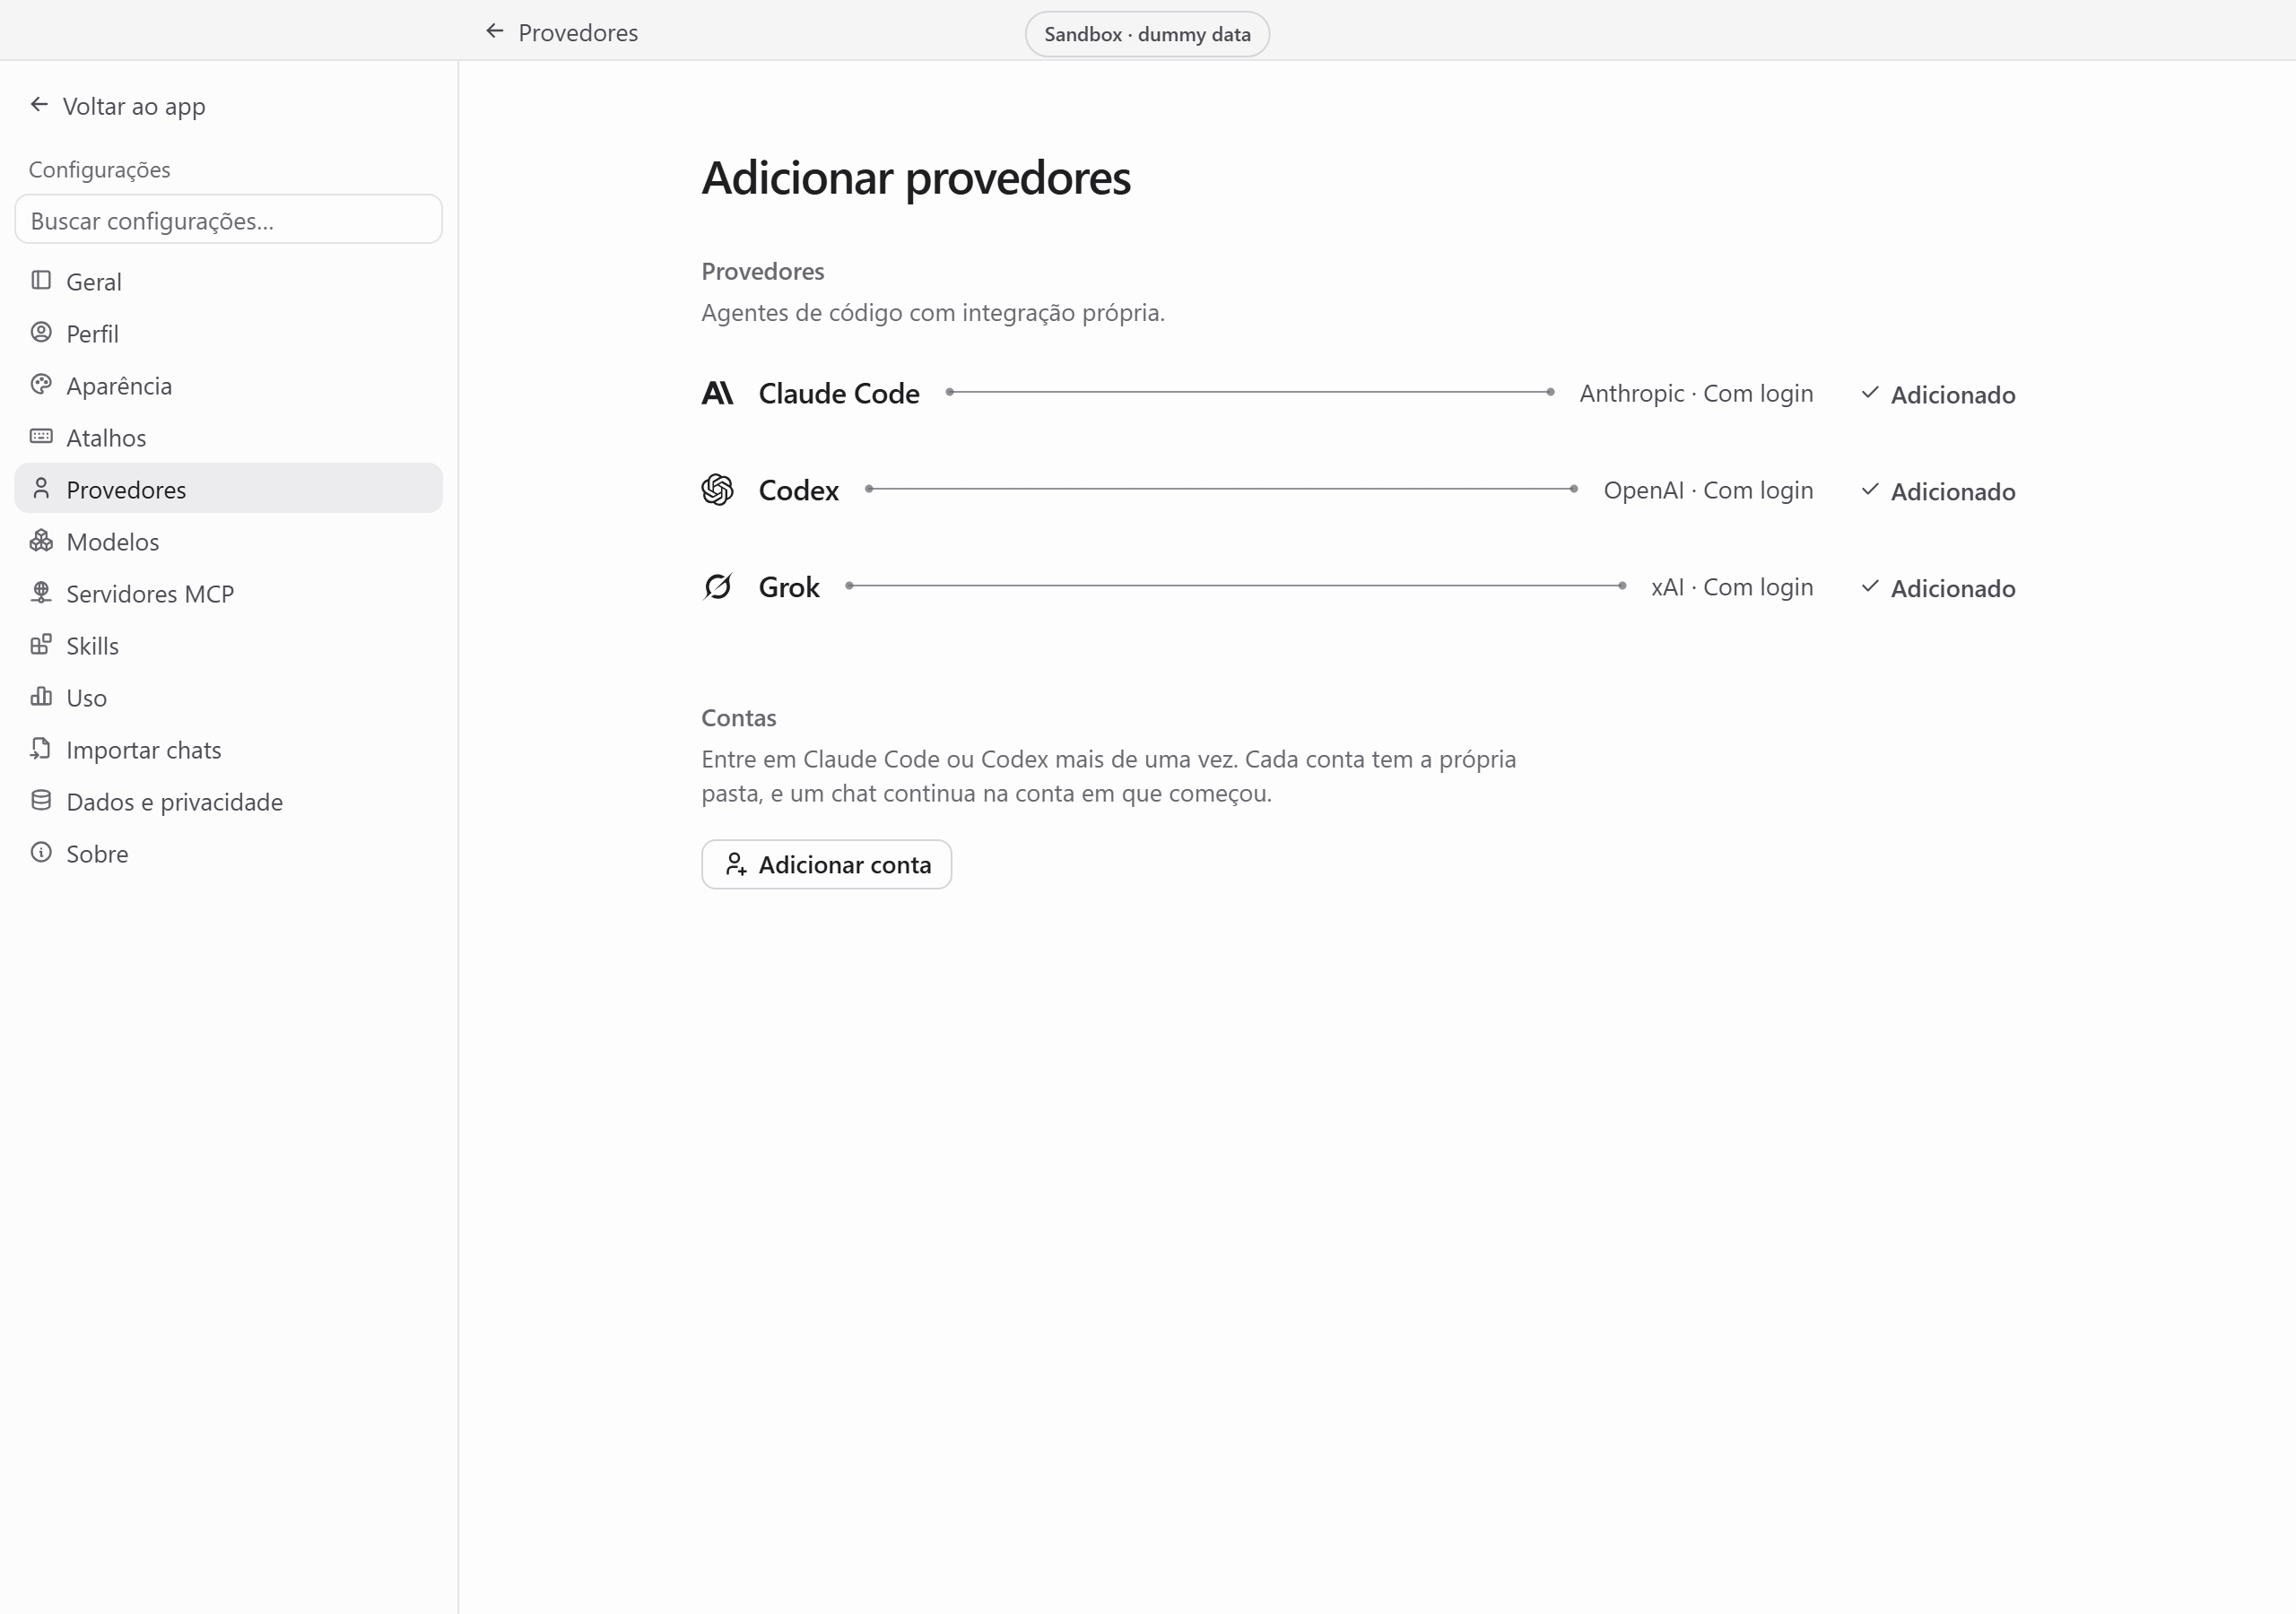 Provedores
Sandbox · dummy data
Voltar ao app
Configurações
Buscar configurações...
Geral
Perfil
Aparência
Atalhos
Provedores
Modelos
Servidores MCP
Skills
Uso
Importar chats
Dados e privacidade
Sobre
Adicionar provedores
Provedores
Agentes de código com integração própria.
Claude Code Anthropic · Com login Adicionado
Codex OpenAI · Com login Adicionado
Grok xAI · Com login Adicionado
Contas
Entre em Claude Code ou Codex mais de uma vez. Cada conta tem a própria
pasta, e um chat continua na conta em que começou.
Adicionar conta